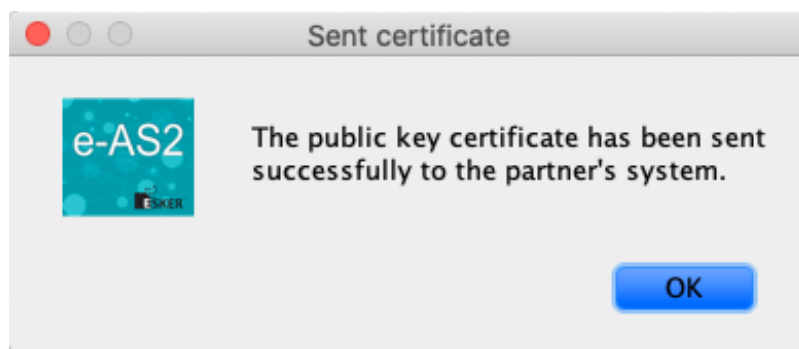 Sent certificate
e-AS2
ESKER
The public key certificate has been sent
successfully to the partner's system.
OK